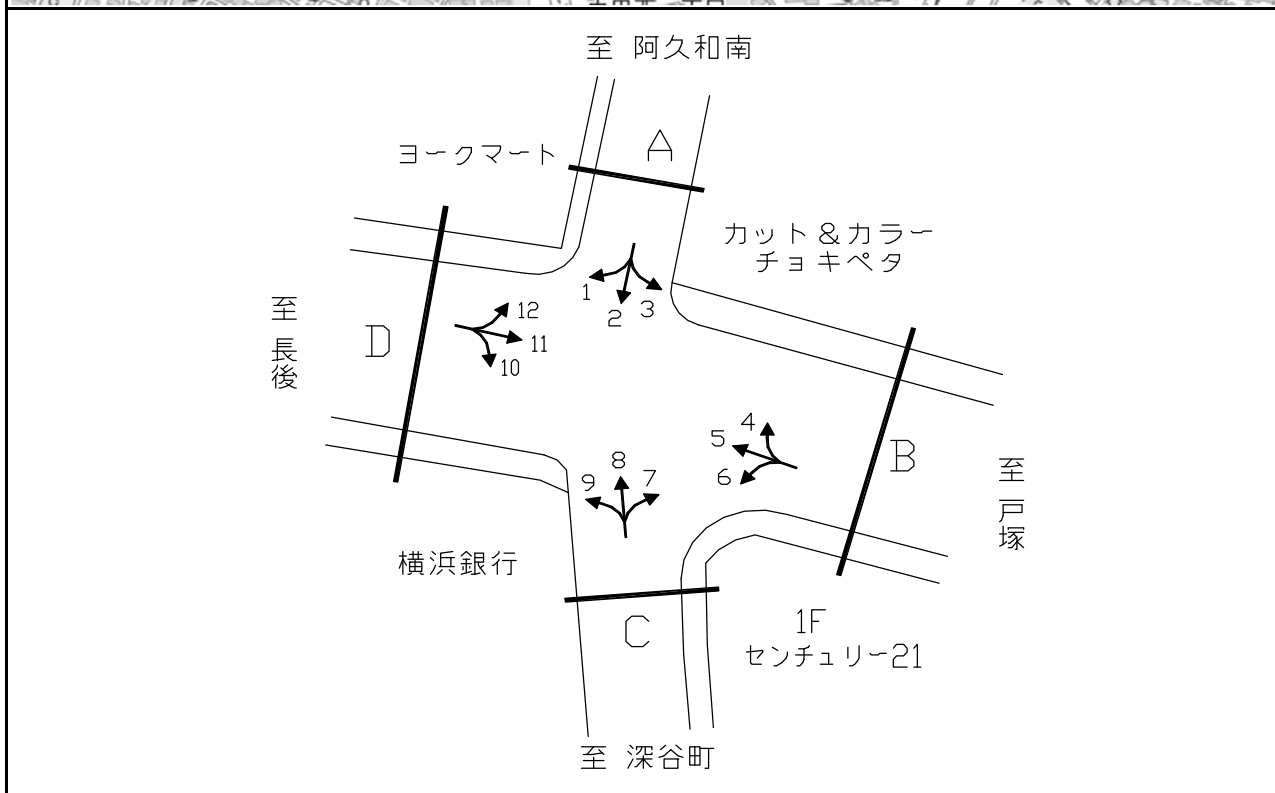 至 阿久和南
A
ヨークマート
カット＆カラー
チョキペタ
1
2
3
12
11
10
至 長後
D
4
5
6
B
至 戸塚
9
8
7
横浜銀行
C
1F
センチュリー21
至 深谷町